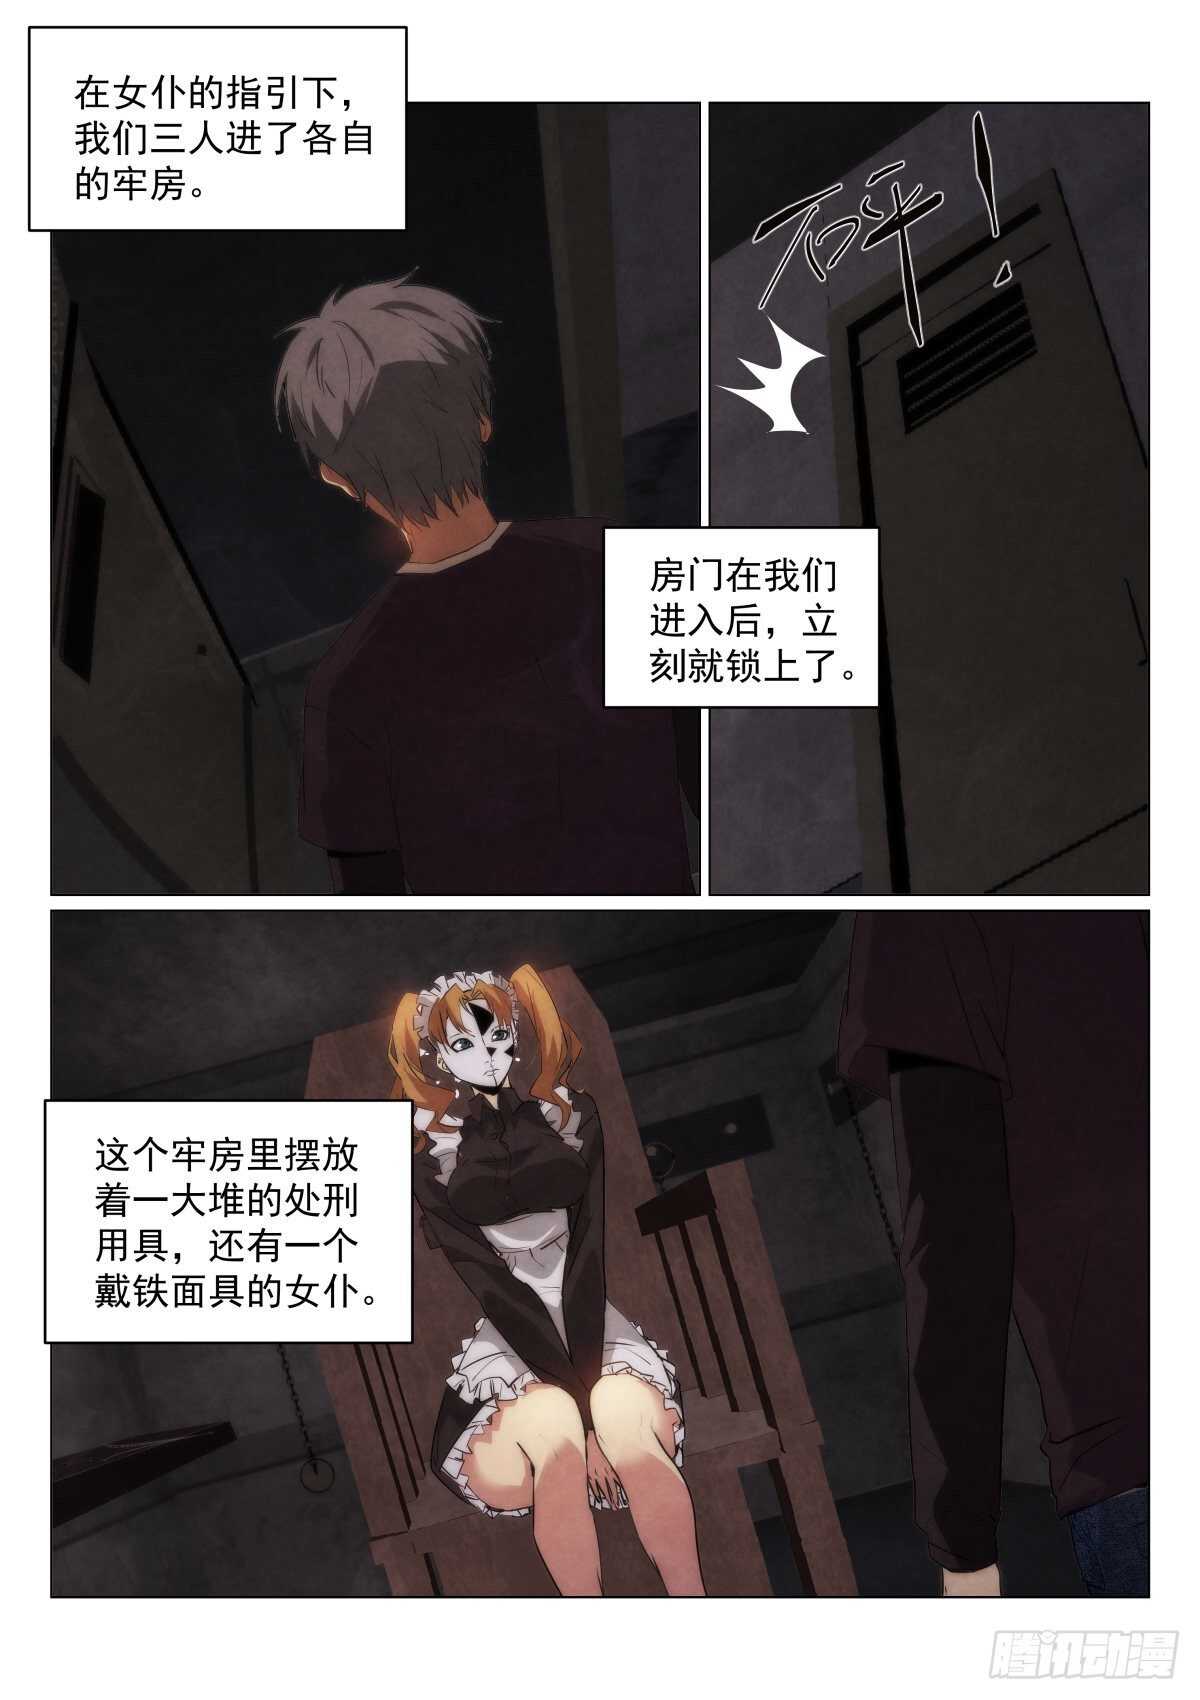 在女仆的指引下，
我们三人进了各自
的牢房。
砰！
房门在我们
进入后，立
刻就锁上了。
这个牢房里摆放
着一大堆的处刑
用具，还有一个
戴铁面具的女仆。
腾讯动漫